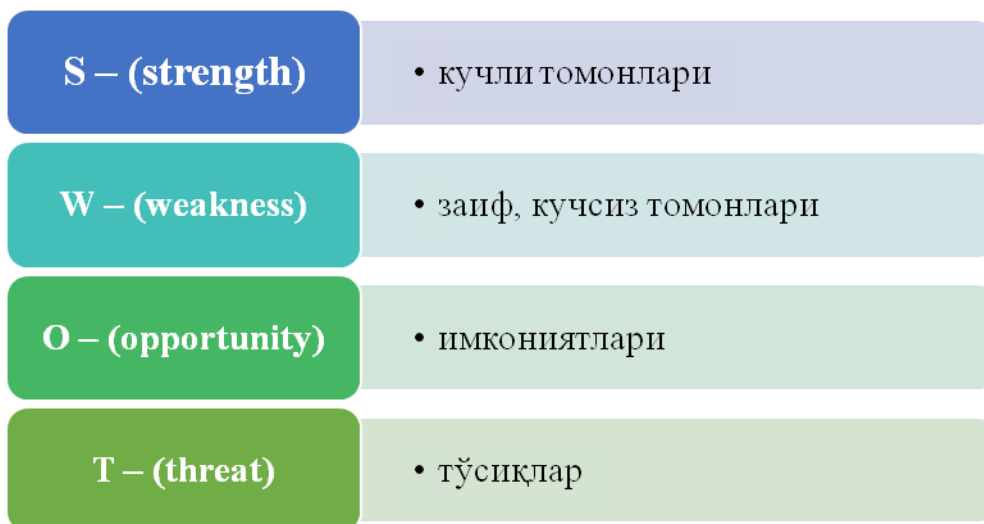 S – (strength)
• кучли томонлари
W – (weakness)
• заиф, кучсиз томонлари
O – (opportunity)
• имкониятлари
T – (threat)
• тўсиқлар